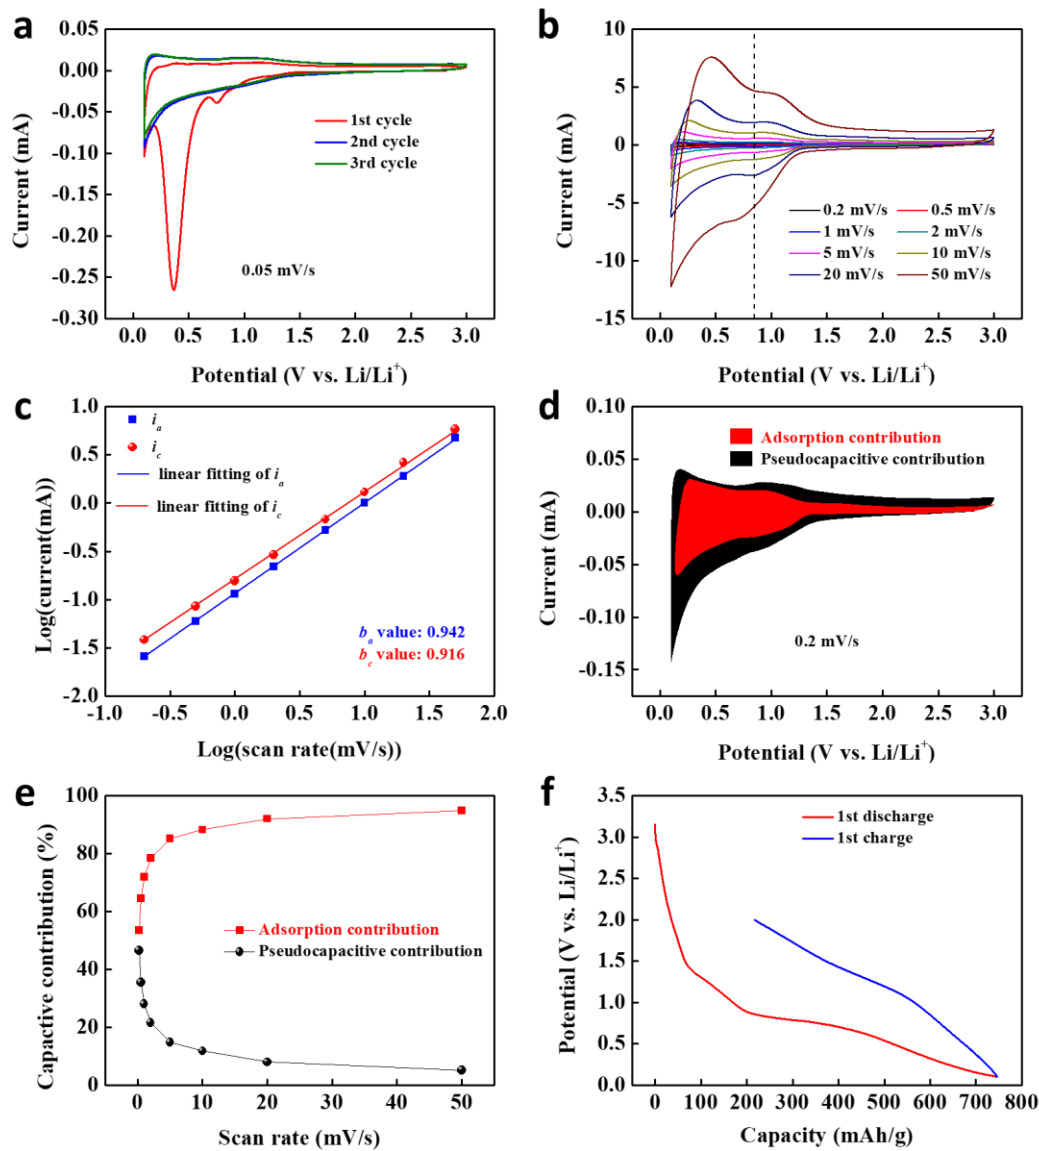 a
0.05
0.00
-0.05
-0.10
-0.15
-0.20
-0.25
-0.30
Current (mA)
1st cycle
2nd cycle
3rd cycle
0.05 mV/s
0.0 0.5 1.0 1.5 2.0 2.5 3.0
Potential (V vs. Li/Li⁺)
b
10
5
0
-5
-10
-15
Current (mA)
0.2 mV/s 0.5 mV/s
1 mV/s 2 mV/s
5 mV/s 10 mV/s
20 mV/s 50 mV/s
0.0 0.5 1.0 1.5 2.0 2.5 3.0
Potential (V vs. Li/Li⁺)
c
1.0
0.5
0.0
-0.5
-1.0
-1.5
-2.0
Log(current(mA))
i_a
i_c
linear fitting of i_a
linear fitting of i_c
b_a value: 0.942
b_c value: 0.916
-1.0 -0.5 0.0 0.5 1.0 1.5 2.0
Log(scan rate(mV/s))
d
0.10
0.05
0.00
-0.05
-0.10
-0.15
Current (mA)
Adsorption contribution
Pseudocapacitive contribution
0.2 mV/s
0.0 0.5 1.0 1.5 2.0 2.5 3.0
Potential (V vs. Li/Li⁺)
e
100
80
60
40
20
0
Capactive contribution (%)
Adsorption contribution
Pseudocapacitive contribution
0 10 20 30 40 50
Scan rate (mV/s)
f
3.5
3.0
2.5
2.0
1.5
1.0
0.5
0.0
Potential (V vs. Li/Li⁺)
1st discharge
1st charge
0 100 200 300 400 500 600 700 800
Capacity (mAh/g)